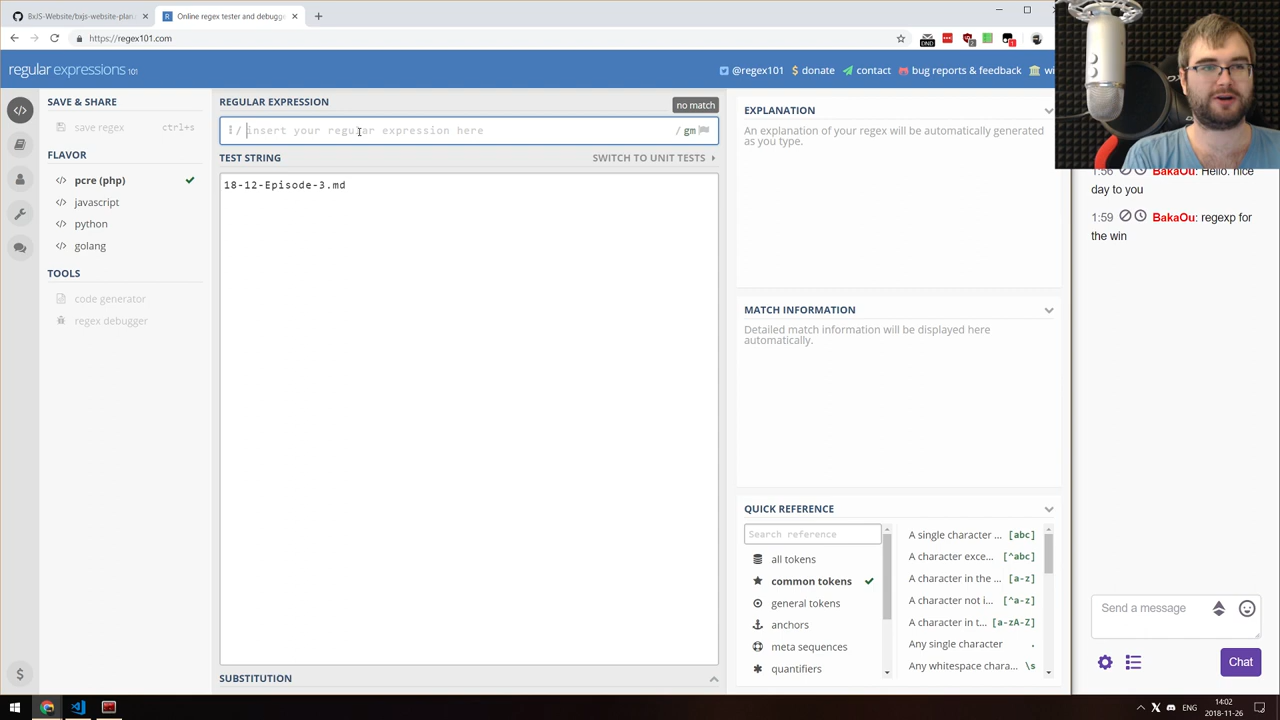 BxJS-Website/bxjs-website-plan
Online regex tester and debugge
https://regex101.com
regular expressions 101
@regex101
donate
contact
bug reports & feedback
wi
SAVE & SHARE
save regex
ctrl+s
FLAVOR
pcre (php)
javascript
python
golang
TOOLS
code generator
regex debugger
REGULAR EXPRESSION
no match
/ insert your regular expression here / gm
TEST STRING
SWITCH TO UNIT TESTS
18-12-Episode-3.md
SUBSTITUTION
EXPLANATION
An explanation of your regex will be automatically generated
as you type.
MATCH INFORMATION
Detailed match information will be displayed here
automatically.
QUICK REFERENCE
Search reference
all tokens
common tokens
general tokens
anchors
meta sequences
quantifiers
A single character ... [abc]
A character exce... [^abc]
A character in the ... [a-z]
A character not i... [^a-z]
A character in t... [a-zA-Z]
Any single character .
Any whitespace chara... \s
1:56 BakaOu: Hello. nice
day to you
1:59 BakaOu: regexp for
the win
Send a message
Chat
ENG
14:02
2018-11-26